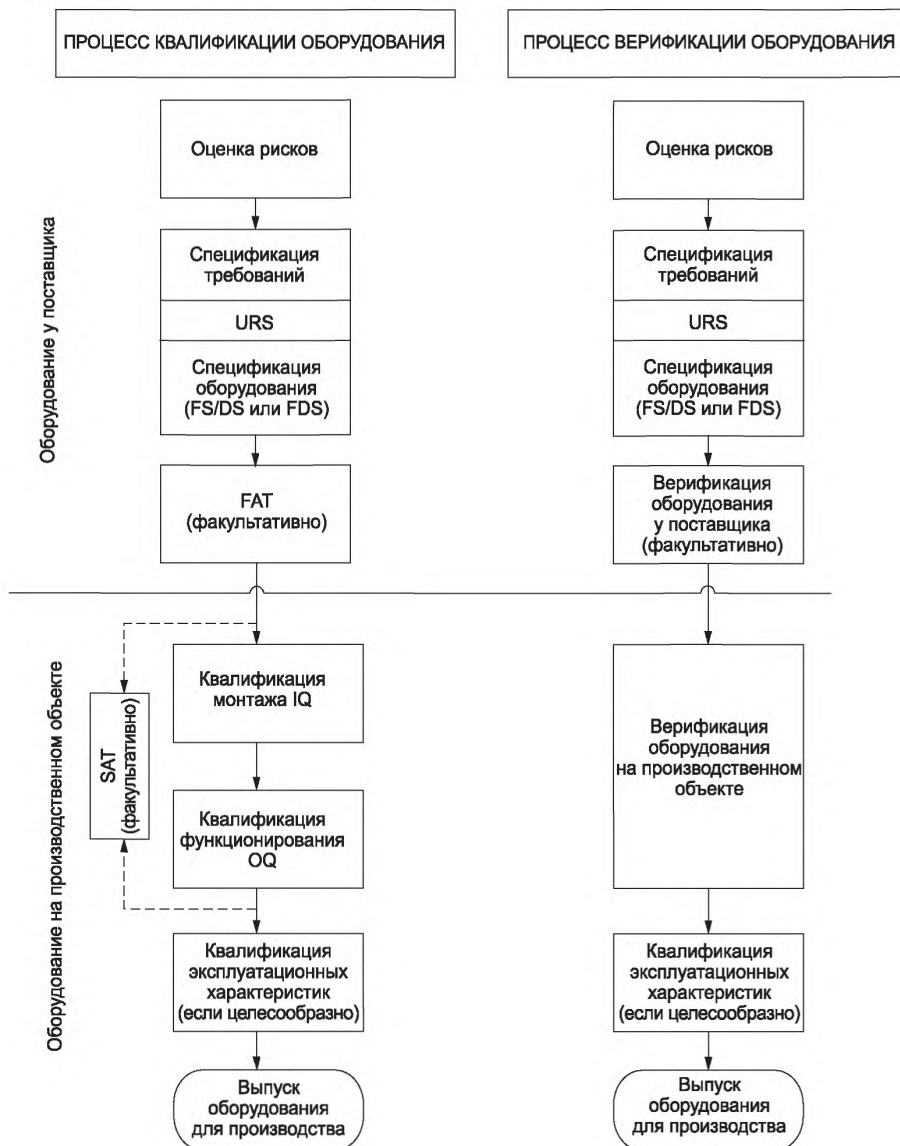 ПРОЦЕСС КВАЛИФИКАЦИИ ОБОРУДОВАНИЯ
Оборудование у поставщика
Оценка рисков
Спецификация
требований
URS
Спецификация
оборудования
(FS/DS или FDS)
FAT
(факультативно)
Оборудование на производственном объекте
SAT
(факультативно)
Квалификация
монтажа IQ
Квалификация
функционирования
OQ
Квалификация
эксплуатационных
характеристик
(если целесообразно)
Выпуск
оборудования
для производства
ПРОЦЕСС ВЕРИФИКАЦИИ ОБОРУДОВАНИЯ
Оценка рисков
Спецификация
требований
URS
Спецификация
оборудования
(FS/DS или FDS)
Верификация
оборудования
у поставщика
(факультативно)
Верификация
оборудования
на производственном
объекте
Квалификация
эксплуатационных
характеристик
(если целесообразно)
Выпуск
оборудования
для производства